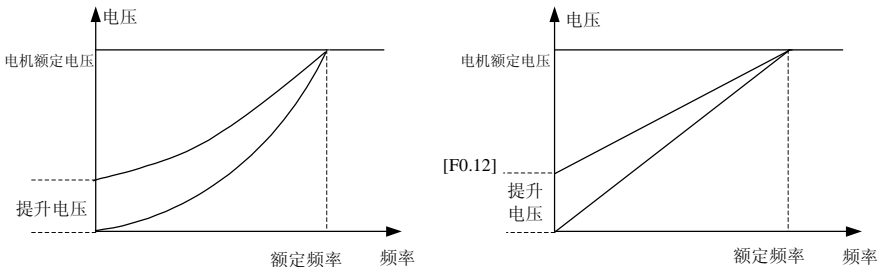 电压
电机额定电压
提升电压
额定频率
频率
电压
电机额定电压
[F0.12]
提升
电压
额定频率
频率